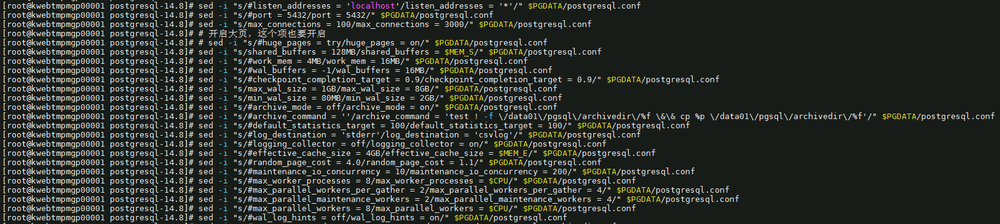 [root@kwebtmpmgp00001 postgresql-14.8]# sed -i "s/#listen_addresses = 'localhost'/listen_addresses = '*'/" $PGDATA/postgresql.conf
[root@kwebtmpmgp00001 postgresql-14.8]# sed -i "s/#port = 5432/port = 5432/" $PGDATA/postgresql.conf
[root@kwebtmpmgp00001 postgresql-14.8]# sed -i "s/max_connections = 100/max_connections = 3000/" $PGDATA/postgresql.conf
[root@kwebtmpmgp00001 postgresql-14.8]# # 开启大页，这个项也要开启
[root@kwebtmpmgp00001 postgresql-14.8]# # sed -i "s/#huge_pages = try/huge_pages = on/" $PGDATA/postgresql.conf
[root@kwebtmpmgp00001 postgresql-14.8]# sed -i "s/shared_buffers = 128MB/shared_buffers = $MEM_S/" $PGDATA/postgresql.conf
[root@kwebtmpmgp00001 postgresql-14.8]# sed -i "s/#work_mem = 4MB/work_mem = 16MB/" $PGDATA/postgresql.conf
[root@kwebtmpmgp00001 postgresql-14.8]# sed -i "s/#wal_buffers = -1/wal_buffers = 16MB/" $PGDATA/postgresql.conf
[root@kwebtmpmgp00001 postgresql-14.8]# sed -i "s/#checkpoint_completion_target = 0.9/checkpoint_completion_target = 0.9/" $PGDATA/postgresql.conf
[root@kwebtmpmgp00001 postgresql-14.8]# sed -i "s/max_wal_size = 1GB/max_wal_size = 8GB/" $PGDATA/postgresql.conf
[root@kwebtmpmgp00001 postgresql-14.8]# sed -i "s/min_wal_size = 80MB/min_wal_size = 2GB/" $PGDATA/postgresql.conf
[root@kwebtmpmgp00001 postgresql-14.8]# sed -i "s/#archive_mode = off/archive_mode = on/" $PGDATA/postgresql.conf
[root@kwebtmpmgp00001 postgresql-14.8]# sed -i "s/#archive_command = ''/archive_command = 'test ! -f \/data01\/pgsql\/archivedir\/%f \&\& cp %p \/data01\/pgsql\/archivedir\/%f'/" $PGDATA/postgresql.conf
[root@kwebtmpmgp00001 postgresql-14.8]# sed -i "s/#default_statistics_target = 100/default_statistics_target = 100/" $PGDATA/postgresql.conf
[root@kwebtmpmgp00001 postgresql-14.8]# sed -i "s/#log_destination = 'stderr'/log_destination = 'csvlog'/" $PGDATA/postgresql.conf
[root@kwebtmpmgp00001 postgresql-14.8]# sed -i "s/#logging_collector = off/logging_collector = on/" $PGDATA/postgresql.conf
[root@kwebtmpmgp00001 postgresql-14.8]# sed -i "s/#effective_cache_size = 4GB/effective_cache_size = $MEM_E/" $PGDATA/postgresql.conf
[root@kwebtmpmgp00001 postgresql-14.8]# sed -i "s/#random_page_cost = 4.0/random_page_cost = 1.1/" $PGDATA/postgresql.conf
[root@kwebtmpmgp00001 postgresql-14.8]# sed -i "s/#maintenance_io_concurrency = 10/maintenance_io_concurrency = 200/" $PGDATA/postgresql.conf
[root@kwebtmpmgp00001 postgresql-14.8]# sed -i "s/#max_worker_processes = 8/max_worker_processes = $CPU/" $PGDATA/postgresql.conf
[root@kwebtmpmgp00001 postgresql-14.8]# sed -i "s/#max_parallel_workers_per_gather = 2/max_parallel_workers_per_gather = 4/" $PGDATA/postgresql.conf
[root@kwebtmpmgp00001 postgresql-14.8]# sed -i "s/#max_parallel_maintenance_workers = 2/max_parallel_maintenance_workers = 4/" $PGDATA/postgresql.conf
[root@kwebtmpmgp00001 postgresql-14.8]# sed -i "s/#max_parallel_workers = 8/max_parallel_workers = $CPU/" $PGDATA/postgresql.conf
[root@kwebtmpmgp00001 postgresql-14.8]# sed -i "s/#wal_log_hints = off/wal_log_hints = on/" $PGDATA/postgresql.conf